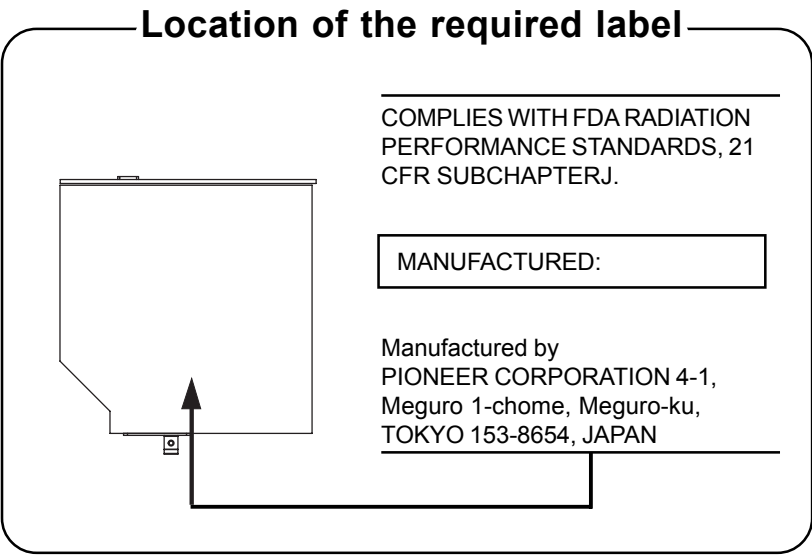 Location of the required label
COMPLIES WITH FDA RADIATION
PERFORMANCE STANDARDS, 21
CFR SUBCHAPTERJ.
MANUFACTURED:
Manufactured by
PIONEER CORPORATION 4-1,
Meguro 1-chome, Meguro-ku,
TOKYO 153-8654, JAPAN